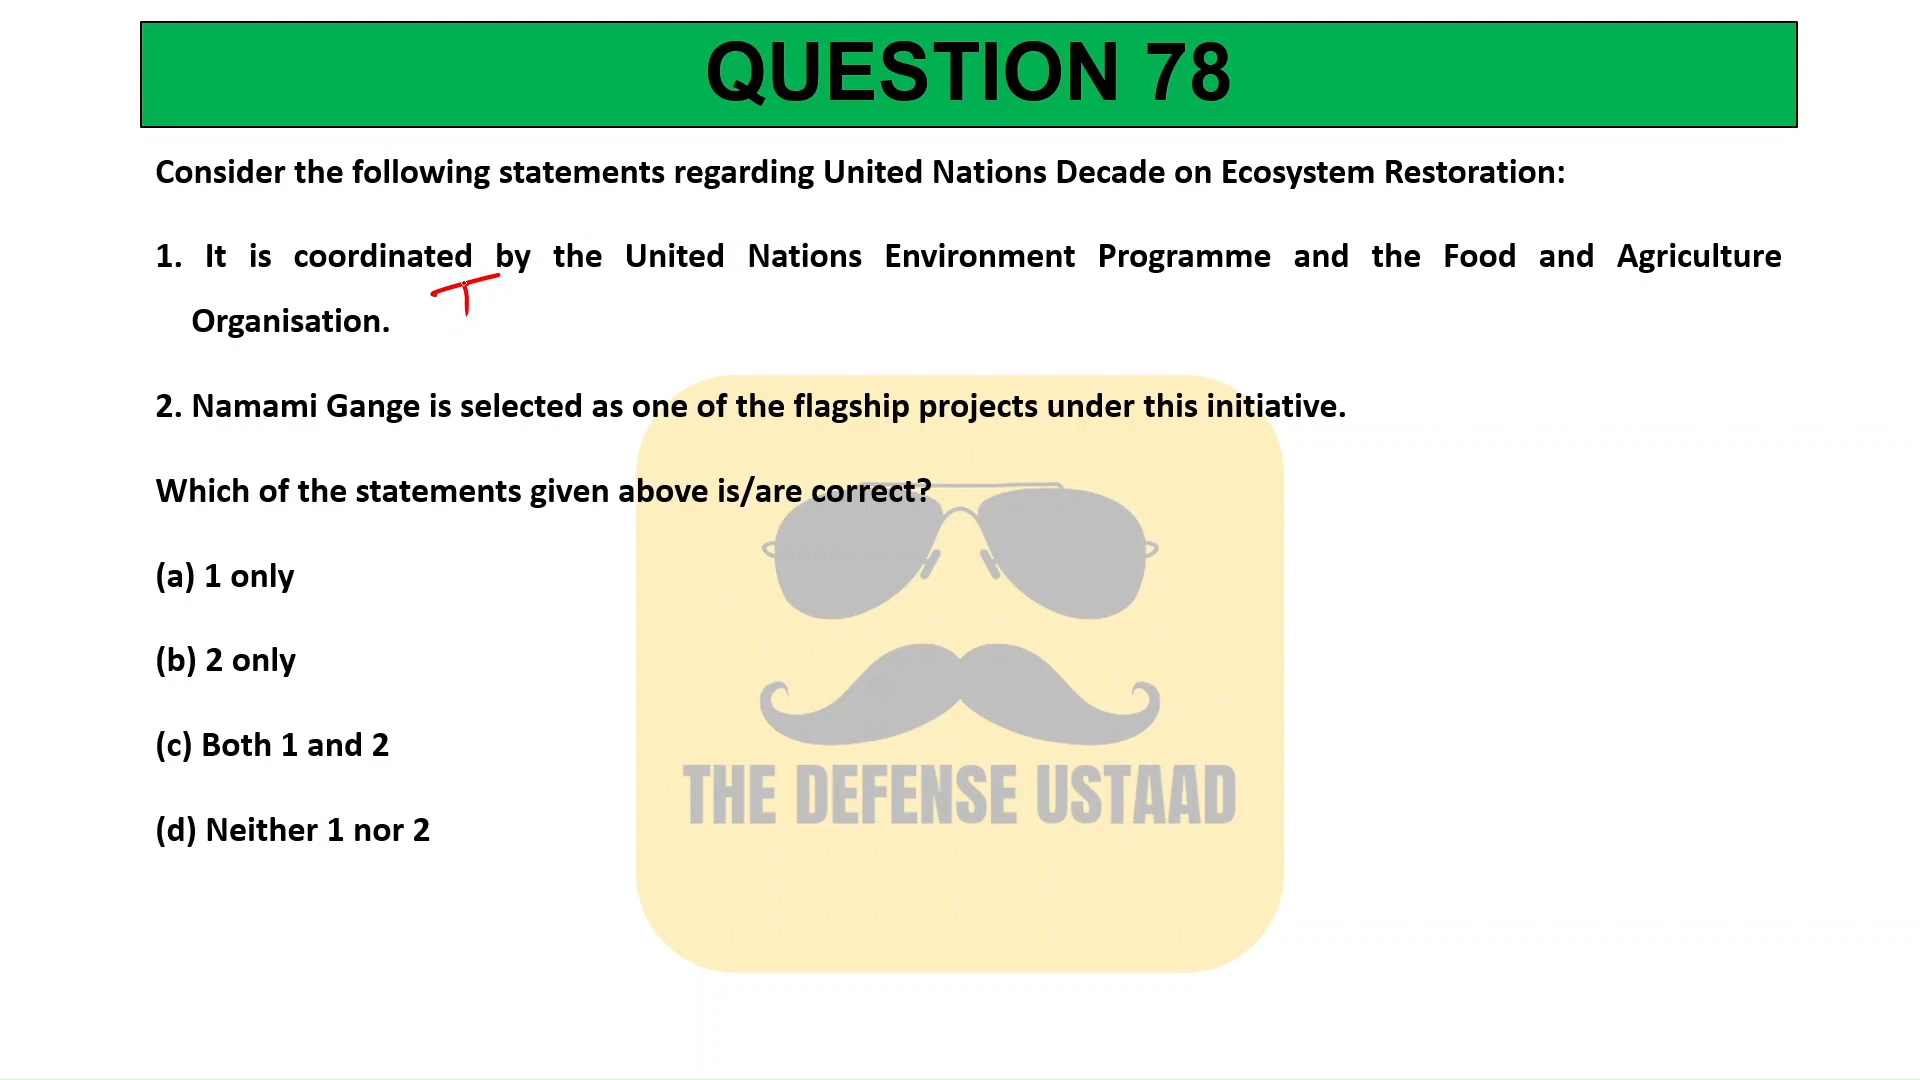 QUESTION 78
Consider the following statements regarding United Nations Decade on Ecosystem Restoration:
1. It is coordinated by the United Nations Environment Programme and the Food and Agriculture
T
Organisation.
2. Namami Gange is selected as one of the flagship projects under this initiative.
Which of the statements given above is/are correct?
(a) 1 only
(b) 2 only
(c) Both 1 and 2
THE DEFENSE USTAAD
(d) Neither 1 nor 2